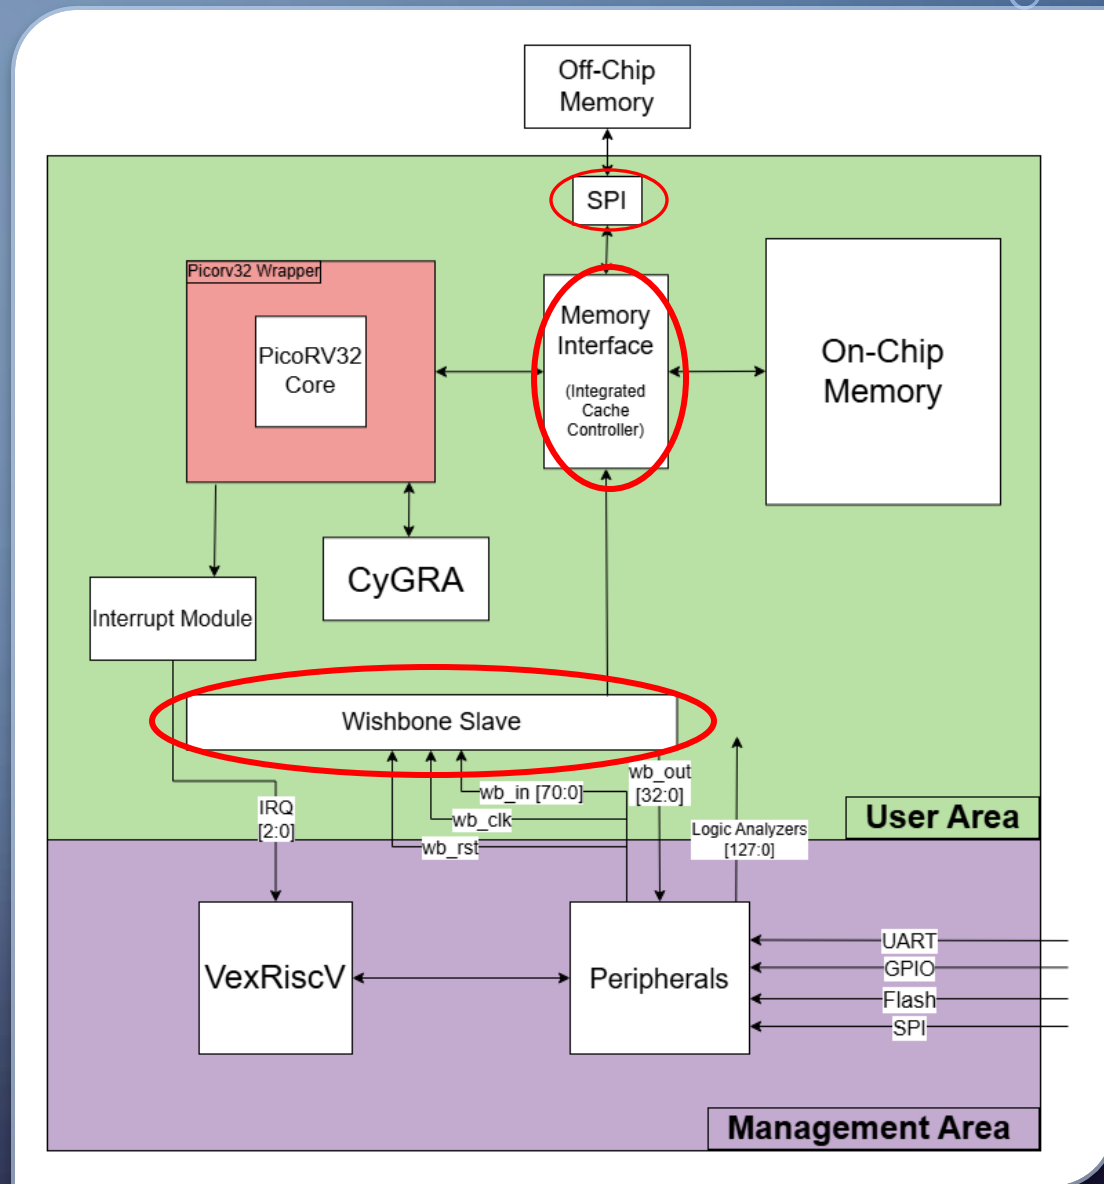 Off-Chip
Memory
SPI
Picorv32 Wrapper
PicoRV32
Core
Memory
Interface
(Integrated
Cache
Controller)
On-Chip
Memory
CyGRA
Interrupt Module
Wishbone Slave
wb_out
[32:0]
wb_in [70:0]
wb_clk
wb_rst
IRQ
[2:0]
Logic Analyzers
[127:0]
User Area
VexRiscV
Peripherals
UART
GPIO
Flash
SPI
Management Area